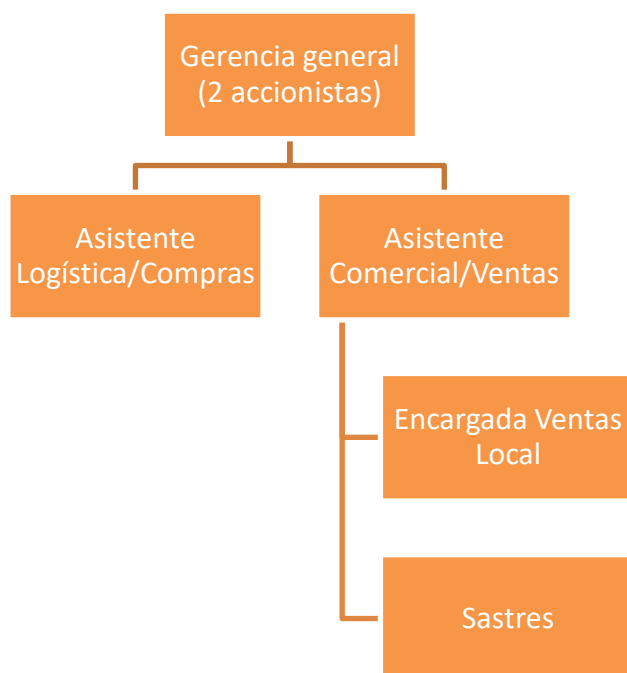 Gerencia general
(2 accionistas)
Asistente
Logística/Compras
Asistente
Comercial/Ventas
Encargada Ventas
Local
Sastres